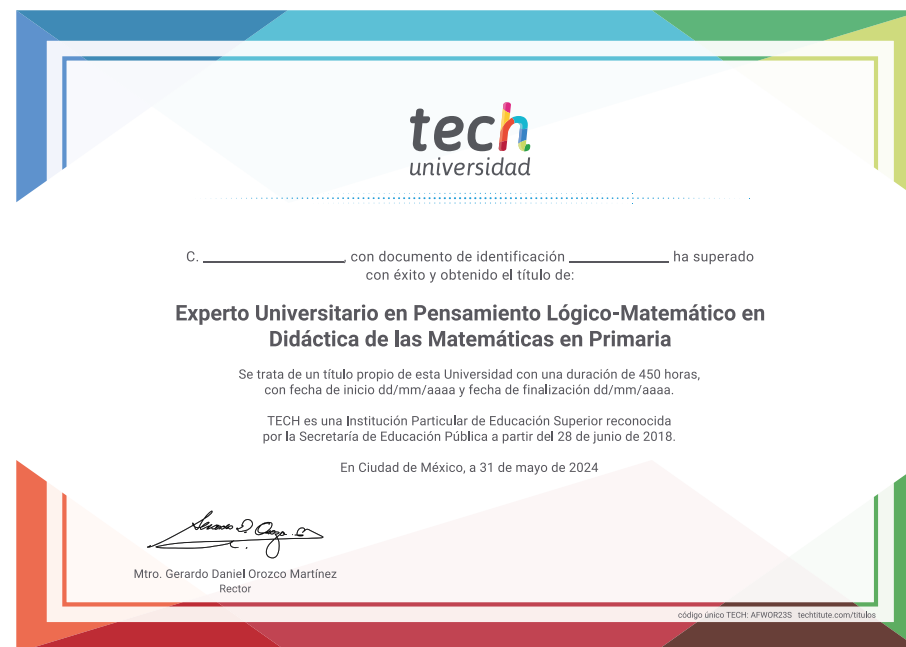 tech
universidad
C. ____________, con documento de identificación ____________ ha superado
con éxito y obtenido el título de:
Experto Universitario en Pensamiento Lógico-Matemático en
Didáctica de las Matemáticas en Primaria
Se trata de un título propio de esta Universidad con una duración de 450 horas,
con fecha de inicio dd/mm/aaaa y fecha de finalización dd/mm/aaaa.
TECH es una Institución Particular de Educación Superior reconocida
por la Secretaría de Educación Pública a partir del 28 de junio de 2018.
En Ciudad de México, a 31 de mayo de 2024
Mtro. Gerardo Daniel Orozco Martínez
Rector
código único TECH: AFWOR23S techtitute.com/titulos